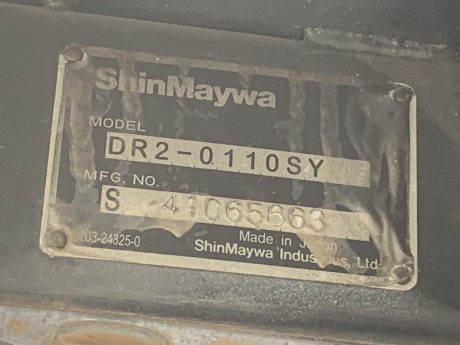 ShinMaywa
MODEL
DR2-0110SY
MFG. NO.
S 41065663
203-24325-0
Made in Japan
ShinMaywa Industries, Ltd.